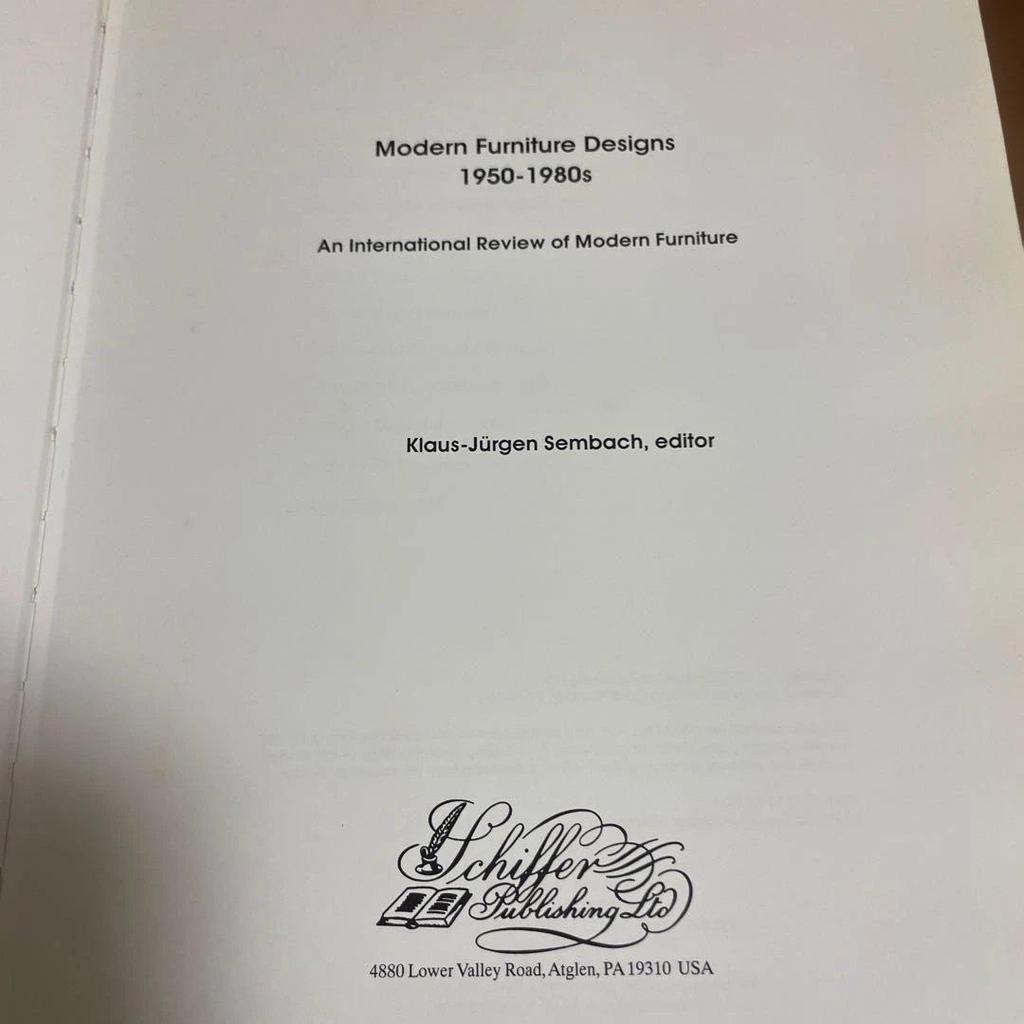 Modern Furniture Designs
1950-1980s
An International Review of Modern Furniture
Klaus-Jürgen Sembach, editor
Schiffer
Publishing Ltd
4880 Lower Valley Road, Atglen, PA 19310 USA